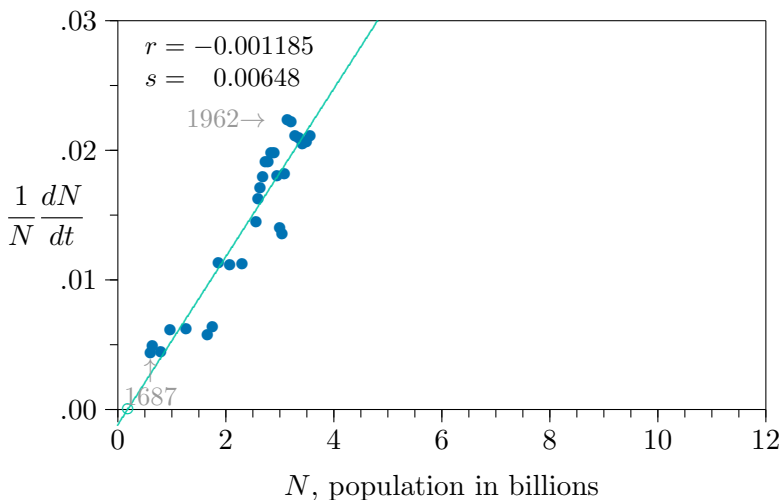 .03
r = −0.001185
s = 0.00648
1962→
.02
1/N dN/dt
.01
1687
.00
0 2 4 6 8 10 12
N, population in billions